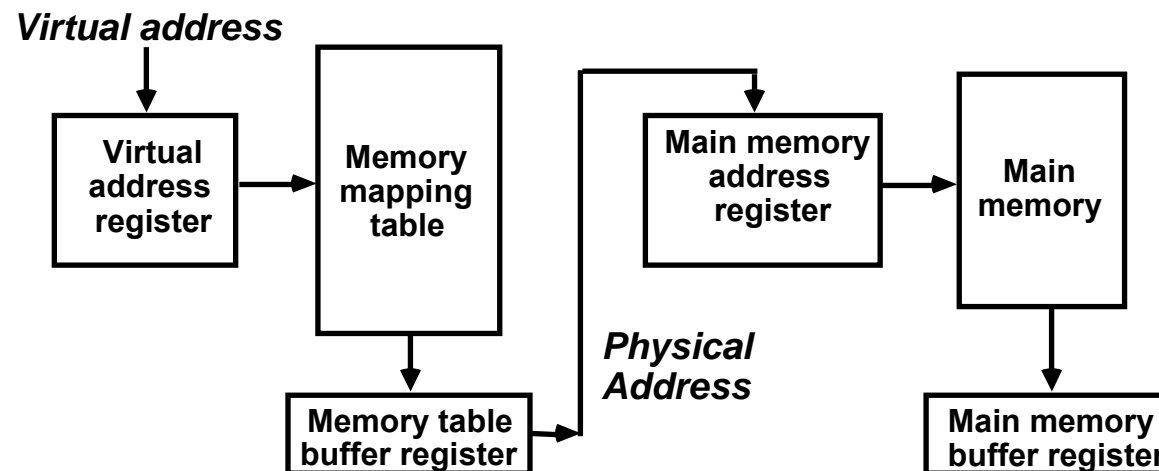 Virtual address
Virtual
address
register
Memory
mapping
table
Memory table
buffer register
Physical
Address
Main memory
address
register
Main
memory
Main memory
buffer register